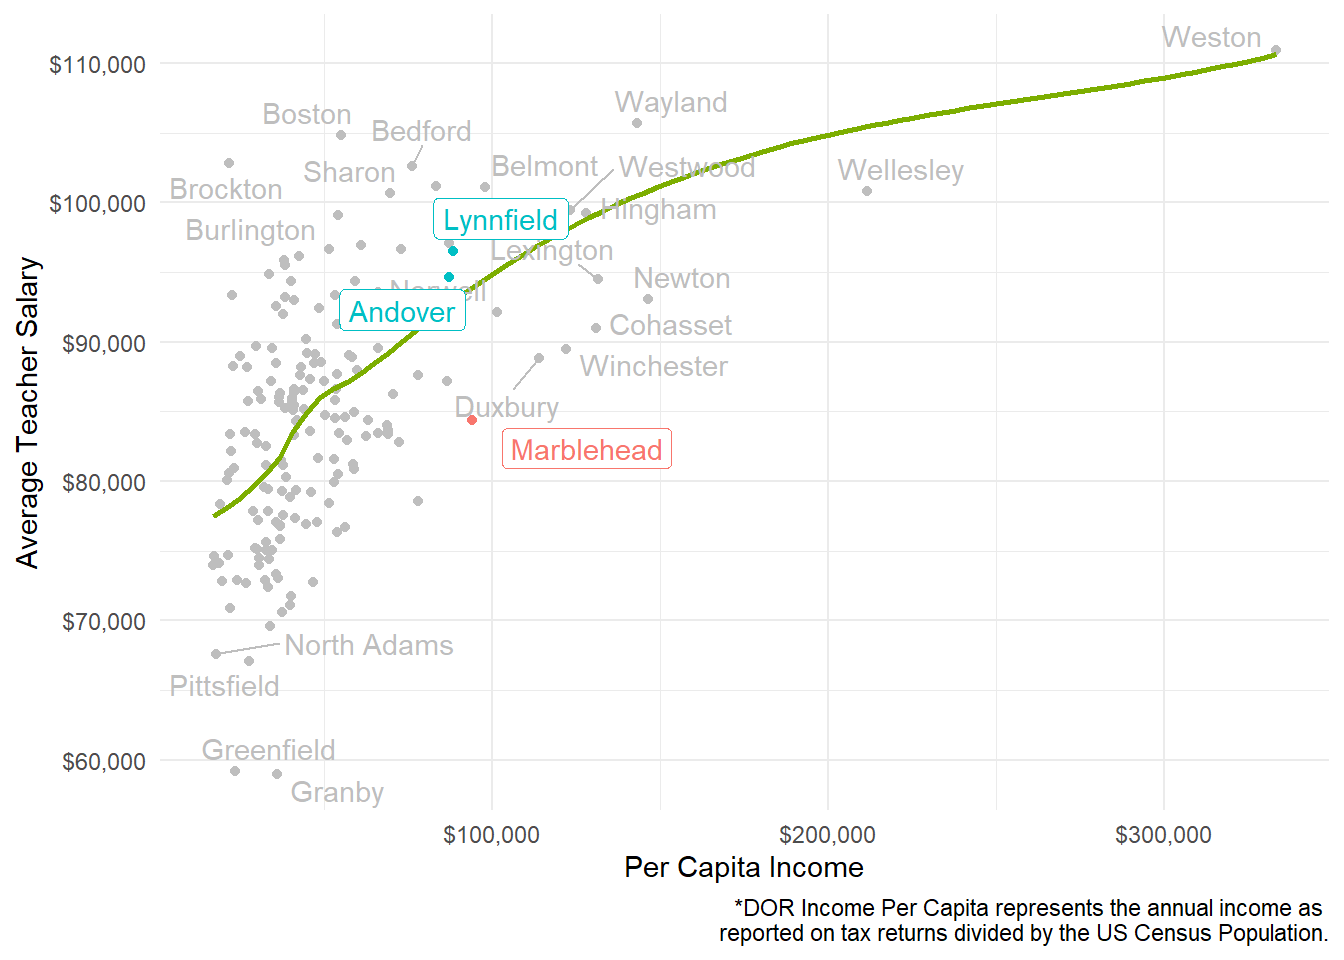 Weston
$110,000
Wayland
Boston
Bedford
Belmont
Westwood
Sharon
Wellesley
Brockton
$100,000
Hingham
Lynnfield
Burlington
Lexington
Newton
Norwell
Andover
Cohasset
$90,000
Winchester
Duxbury
Marblehead
$80,000
$70,000
North Adams
Pittsfield
Greenfield
$60,000
Granby
Average Teacher Salary
$100,000
$200,000
$300,000
Per Capita Income
*DOR Income Per Capita represents the annual income as
reported on tax returns divided by the US Census Population.